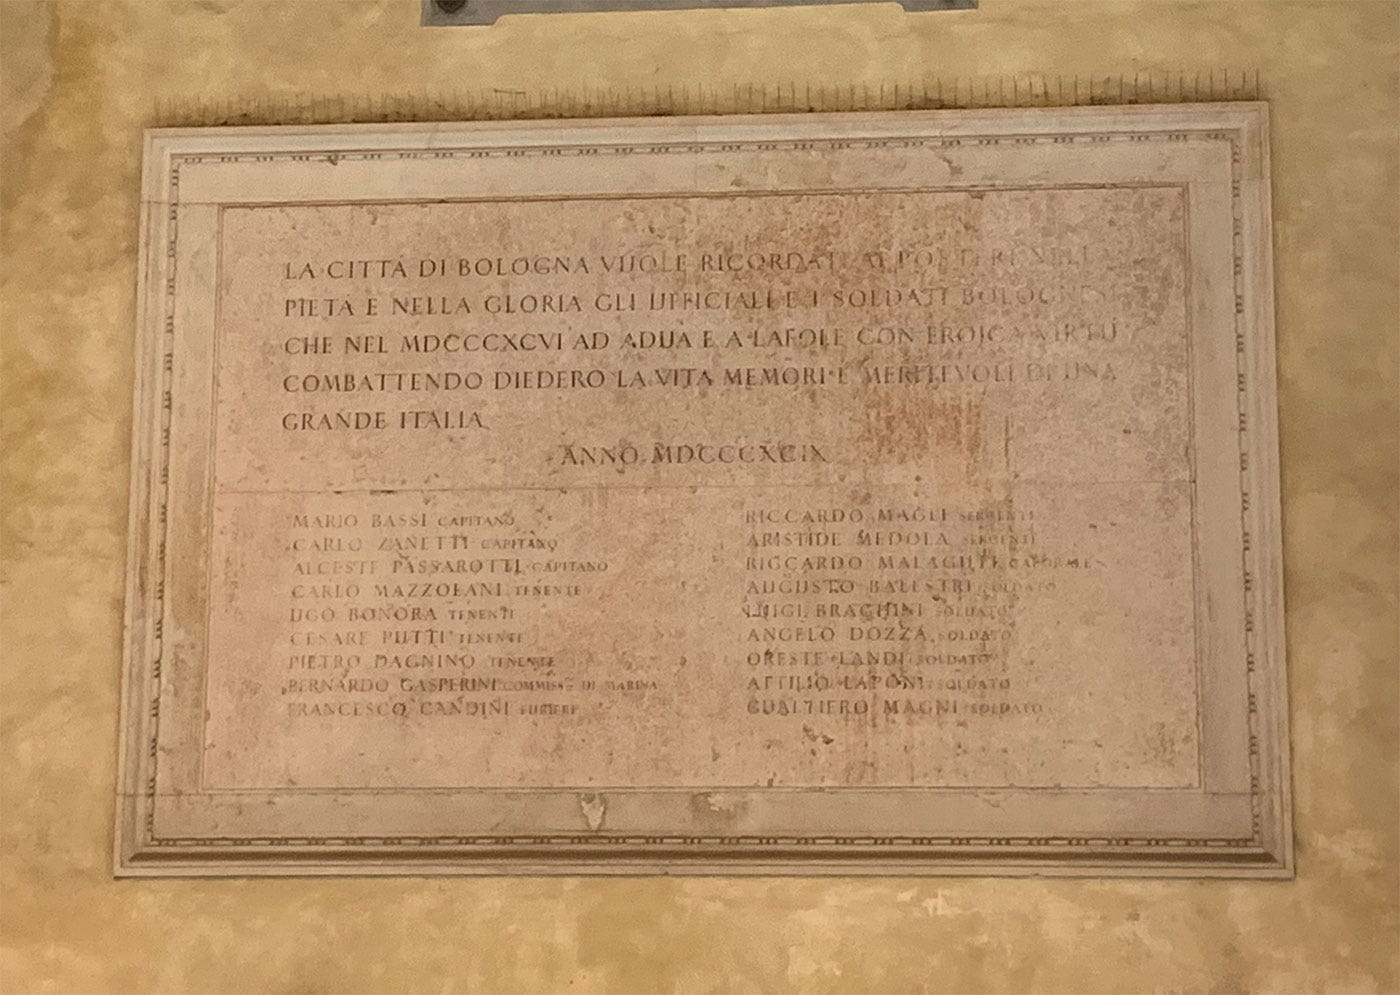 LA CITTÀ DI BOLOGNA VUOLE RICORDATI AI POSTERI NELLA
PIETÀ E NELLA GLORIA GLI UFFICIALI E I SOLDATI BOLOGNESI
CHE NEL MDCCCXCVI AD ADUA E A LAFOLE CON EROICA VIRTÙ
COMBATTENDO DIEDERO LA VITA MEMORI E MERITEVOLI DI UNA
GRANDE ITALIA
ANNO MDCCCXCIX
MARIO BASSI CAPITANO
CARLO ZANETTI CAPITANO
ALCESTE PASSAROTTI CAPITANO
CARLO MAZZOLANI TENENTE
UGO BONORA TENENTE
CESARE PUTTI TENENTE
PIETRO DAGNINO TENENTE
BERNARDO GASPERINI COMMISS. DI MARINA
FRANCESCO CANDINI FURIERE
RICCARDO MAGLI SERGENTE
ARISTIDE MEDOLA SERGENTE
RICCARDO MALAGUTI CAPORALE
AUGUSTO BALESTRI SOLDATO
LUIGI BRAGHINI SOLDATO
ANGELO DOZZA SOLDATO
ORESTE LANDI SOLDATO
ATTILIO LAPONI SOLDATO
GUALTIERO MAGNI SOLDATO